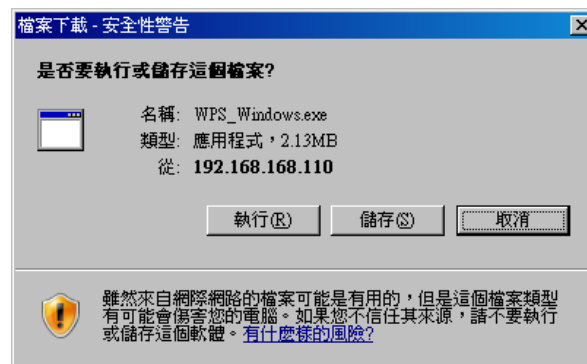 檔案下載 - 安全性警告
是否要執行或儲存這個檔案?
名稱: WPS_Windows.exe
類型: 應用程式,2.13MB
從: 192.168.168.110
執行(R) 儲存(S) 取消
雖然來自網際網路的檔案可能是有用的,但是這個檔案類型
有可能會傷害您的電腦。如果您不信任其來源,請不要執行
或儲存這個軟體。有什麼樣的風險?